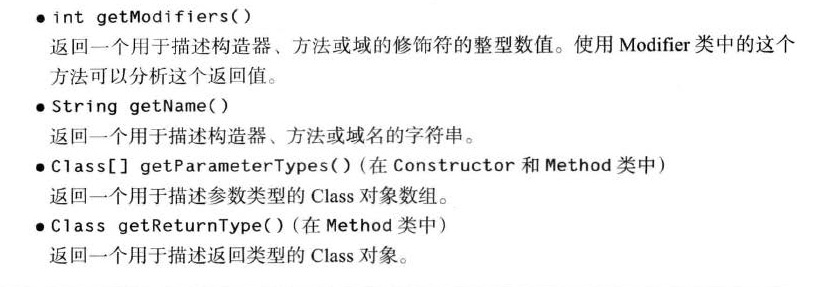 ● int getModifiers()
返回一个用于描述构造器、方法或域的修饰符的整型数值。使用 Modifier 类中的这个
方法可以分析这个返回值。
● String getName()
返回一个用于描述构造器、方法或域名的字符串。
● Class[] getParameterTypes()(在 Constructor 和 Method 类中)
返回一个用于描述参数类型的 Class 对象数组。
● Class getReturnType()(在 Method 类中)
返回一个用于描述返回类型的 Class 对象。